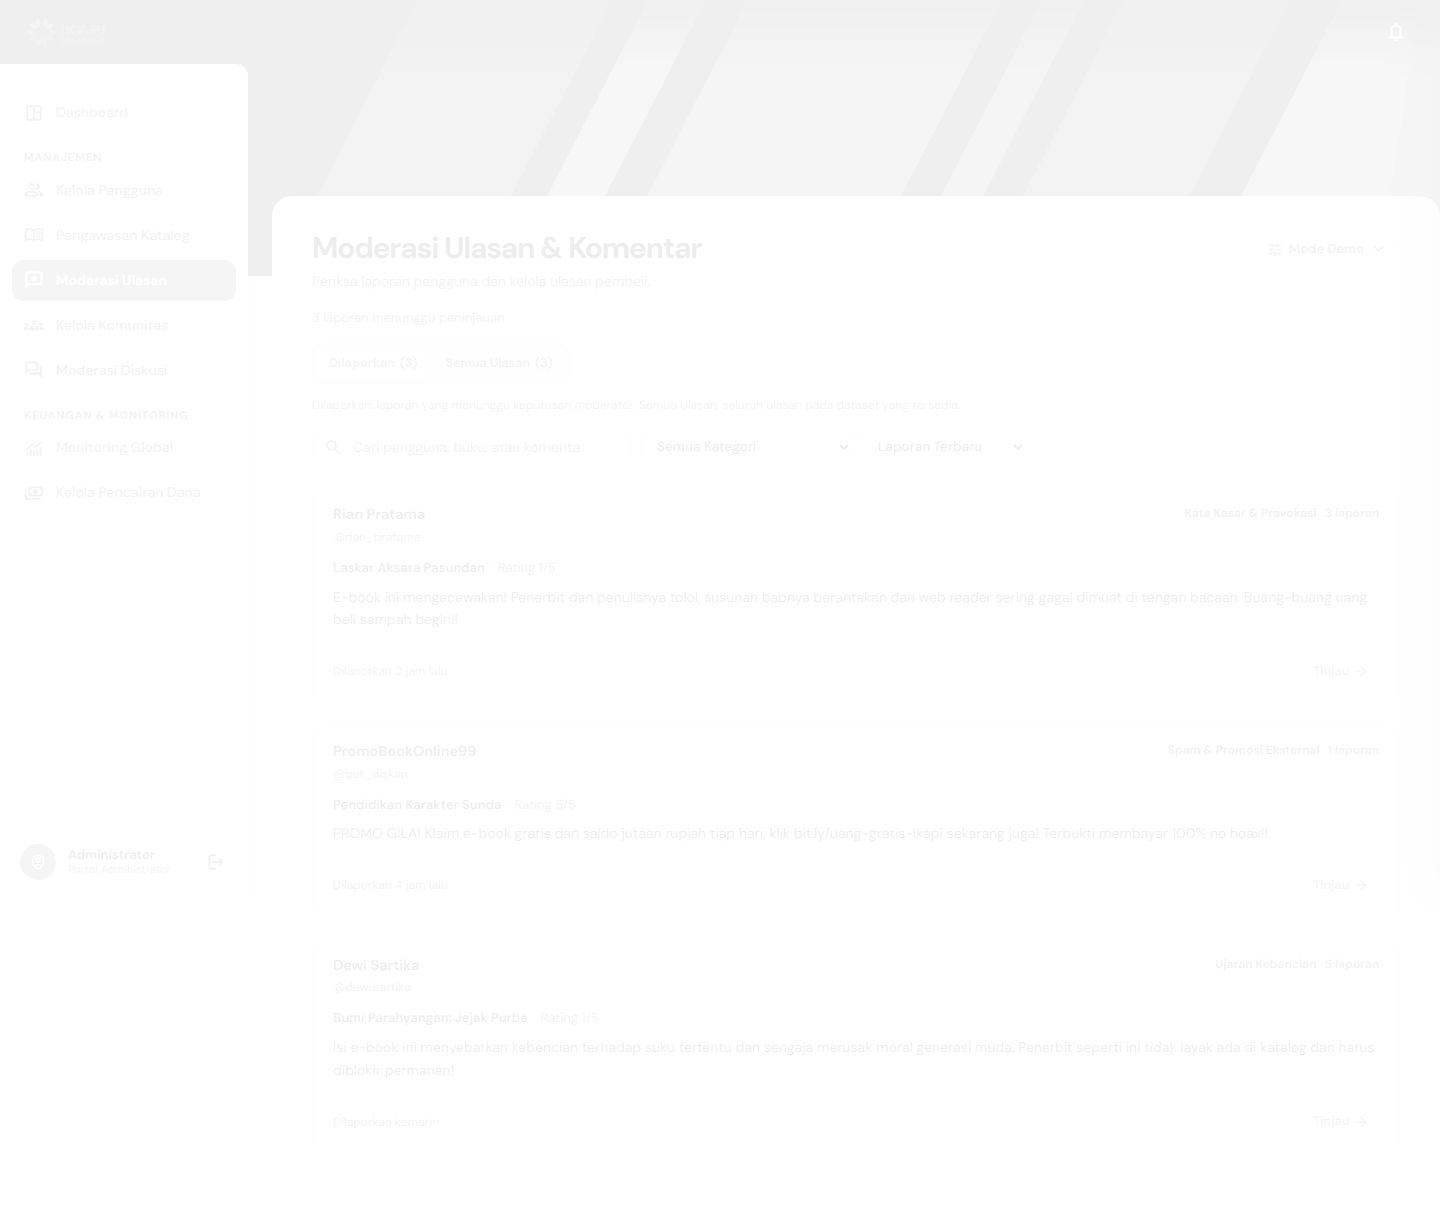 Dashboard
MANAJEMEN
Kelola Pengguna
Pengawasan Katalog
Moderasi Ulasan
Kelola Komunitas
Moderasi Diskusi
KEUANGAN & MONITORING
Monitoring Global
Kelola Pencairan Dana
Administrator
Portal Administrator
Moderasi Ulasan & Komentar
Mode Demo
Periksa laporan pengguna dan kelola ulasan pembeli.
3 laporan menunggu peninjauan
Dilaporkan (3) Semua Ulasan (3)
Dilaporkan: laporan yang menunggu keputusan moderator. Semua Ulasan: seluruh ulasan pada dataset yang tersedia.
Cari pengguna, buku, atau komenta Semua Kategori Laporan Terbaru
Rian Pratama Kata Kasar & Provokasi 3 laporan
@rian_pratama
Laskar Aksara Pasundan Rating 1/5
E-book ini mengecewakan! Penerbit dan penulisnya tolol, susunan babnya berantakan dan web reader sering gagal dimuat di tengah bacaan. Buang-buang uang
beli sampah begini!
Dilaporkan 2 jam lalu Tinjau →
PromoBookOnline99 Spam & Promosi Eksternal 1 laporan
@bot_diskon
Pendidikan Karakter Sunda Rating 5/5
PROMO GILA! Klaim e-book gratis dan saldo jutaan rupiah tiap hari, klik bit.ly/uang-gratis-ikapi sekarang juga! Terbukti membayar 100% no hoax!!
Dilaporkan 4 jam lalu Tinjau →
Dewi Sartika Ujaran Kebencian 5 laporan
@dewi.sartika
Bumi Parahyangan: Jejak Purba Rating 1/5
Isi e-book ini menyebarkan kebencian terhadap suku tertentu dan sengaja merusak moral generasi muda. Penerbit seperti ini tidak layak ada di katalog dan harus
diblokir permanen!
Dilaporkan kemarin Tinjau →